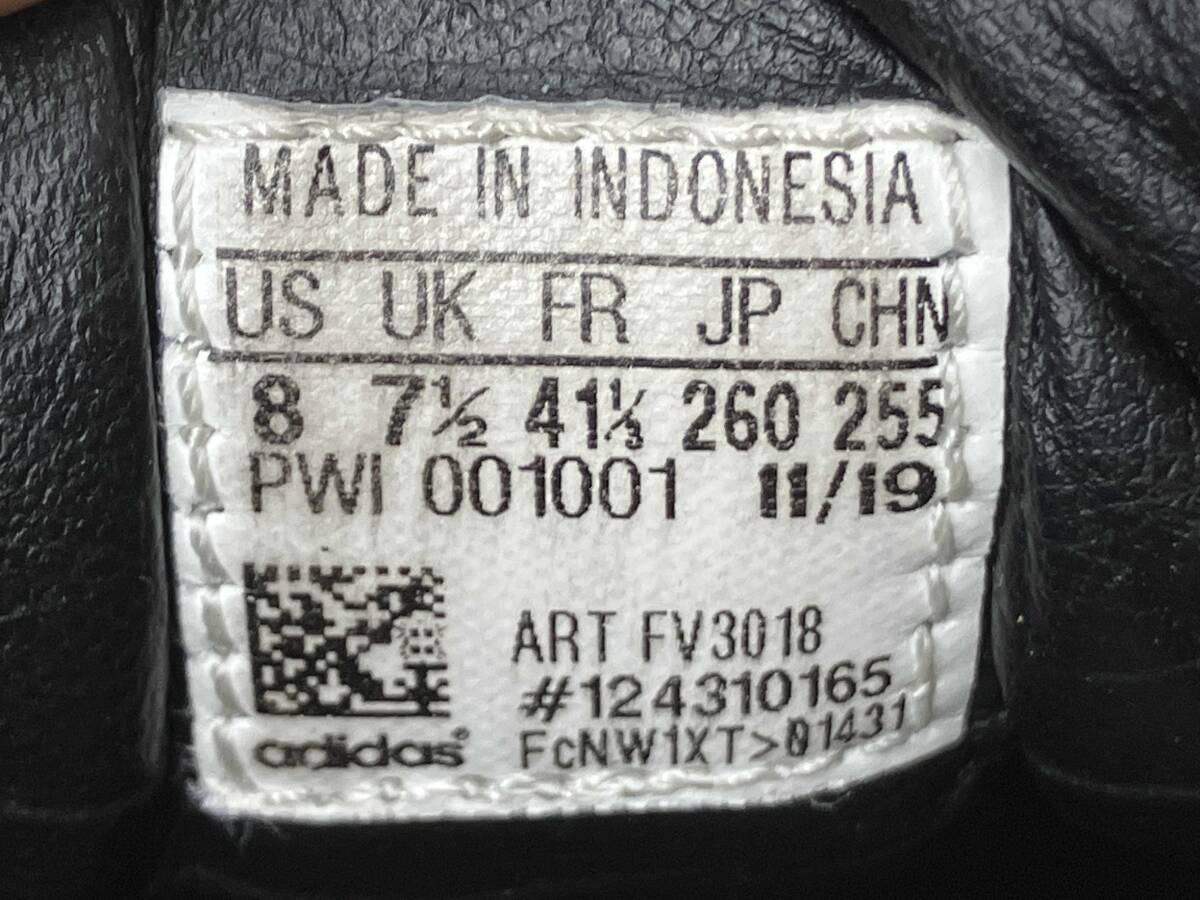 MADE IN INDONESIA
US UK FR JP CHN
8 7½ 41⅓ 260 255
PWI 001001 11/19
ART FV3018
#124310165
FcNW1XT>01431
adidas®